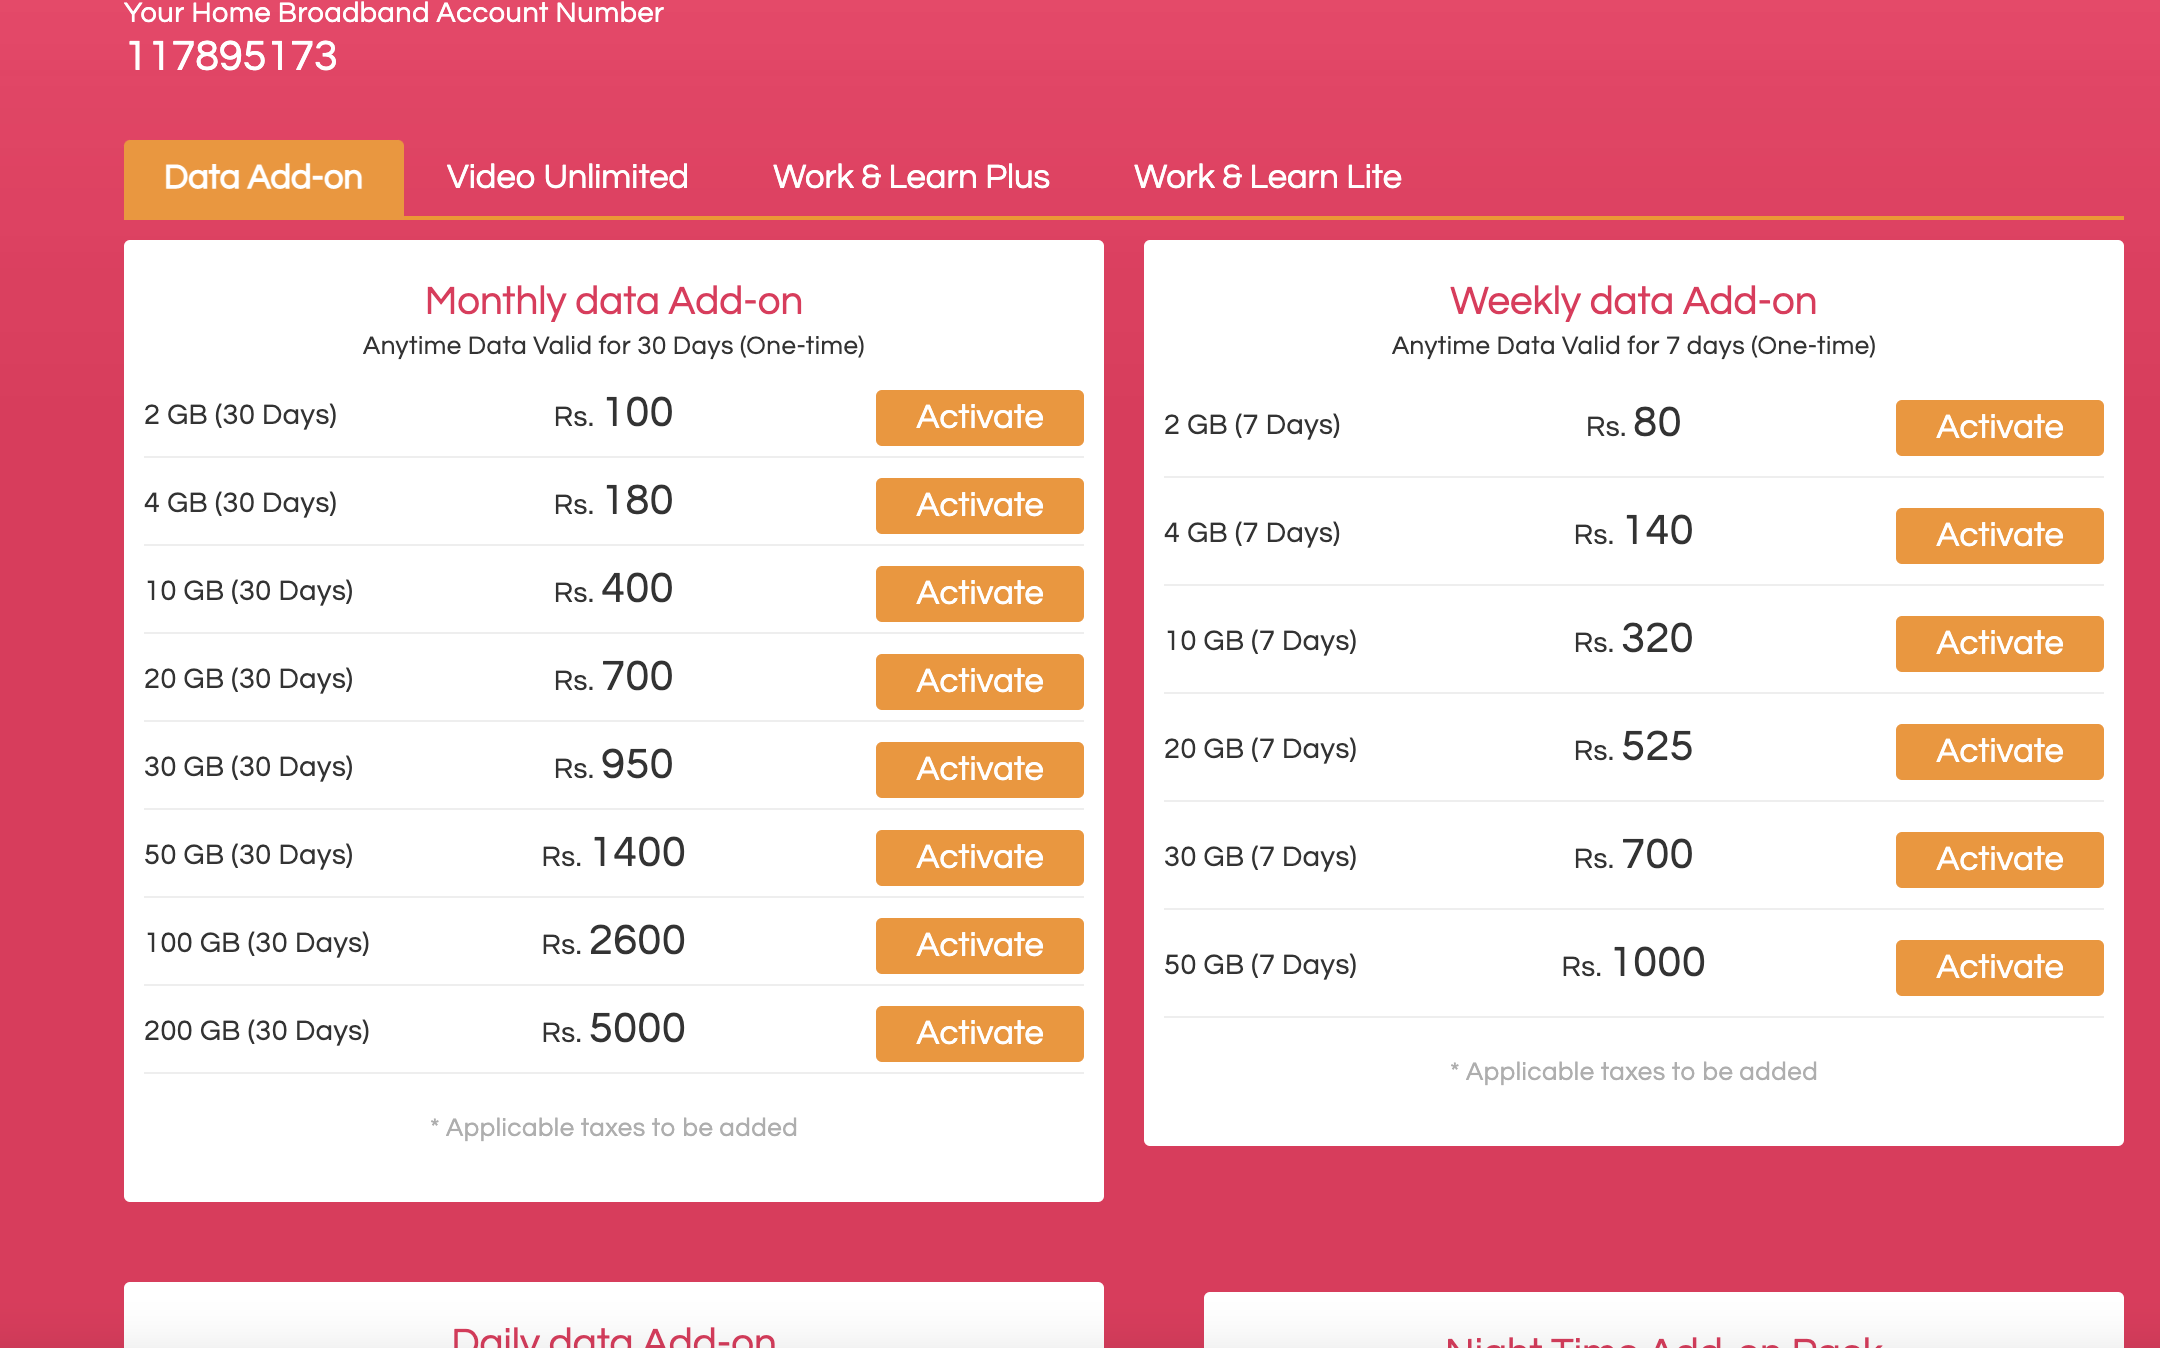 Your Home Broadband Account Number
117895173
Data Add-on Video Unlimited Work & Learn Plus Work & Learn Lite
Monthly data Add-on
Anytime Data Valid for 30 Days (One-time)
2 GB (30 Days) Rs. 100 Activate
4 GB (30 Days) Rs. 180 Activate
10 GB (30 Days) Rs. 400 Activate
20 GB (30 Days) Rs. 700 Activate
30 GB (30 Days) Rs. 950 Activate
50 GB (30 Days) Rs. 1400 Activate
100 GB (30 Days) Rs. 2600 Activate
200 GB (30 Days) Rs. 5000 Activate
* Applicable taxes to be added
Weekly data Add-on
Anytime Data Valid for 7 days (One-time)
2 GB (7 Days) Rs. 80 Activate
4 GB (7 Days) Rs. 140 Activate
10 GB (7 Days) Rs. 320 Activate
20 GB (7 Days) Rs. 525 Activate
30 GB (7 Days) Rs. 700 Activate
50 GB (7 Days) Rs. 1000 Activate
* Applicable taxes to be added
Daily data Add-on
Night Time Add-on Pack